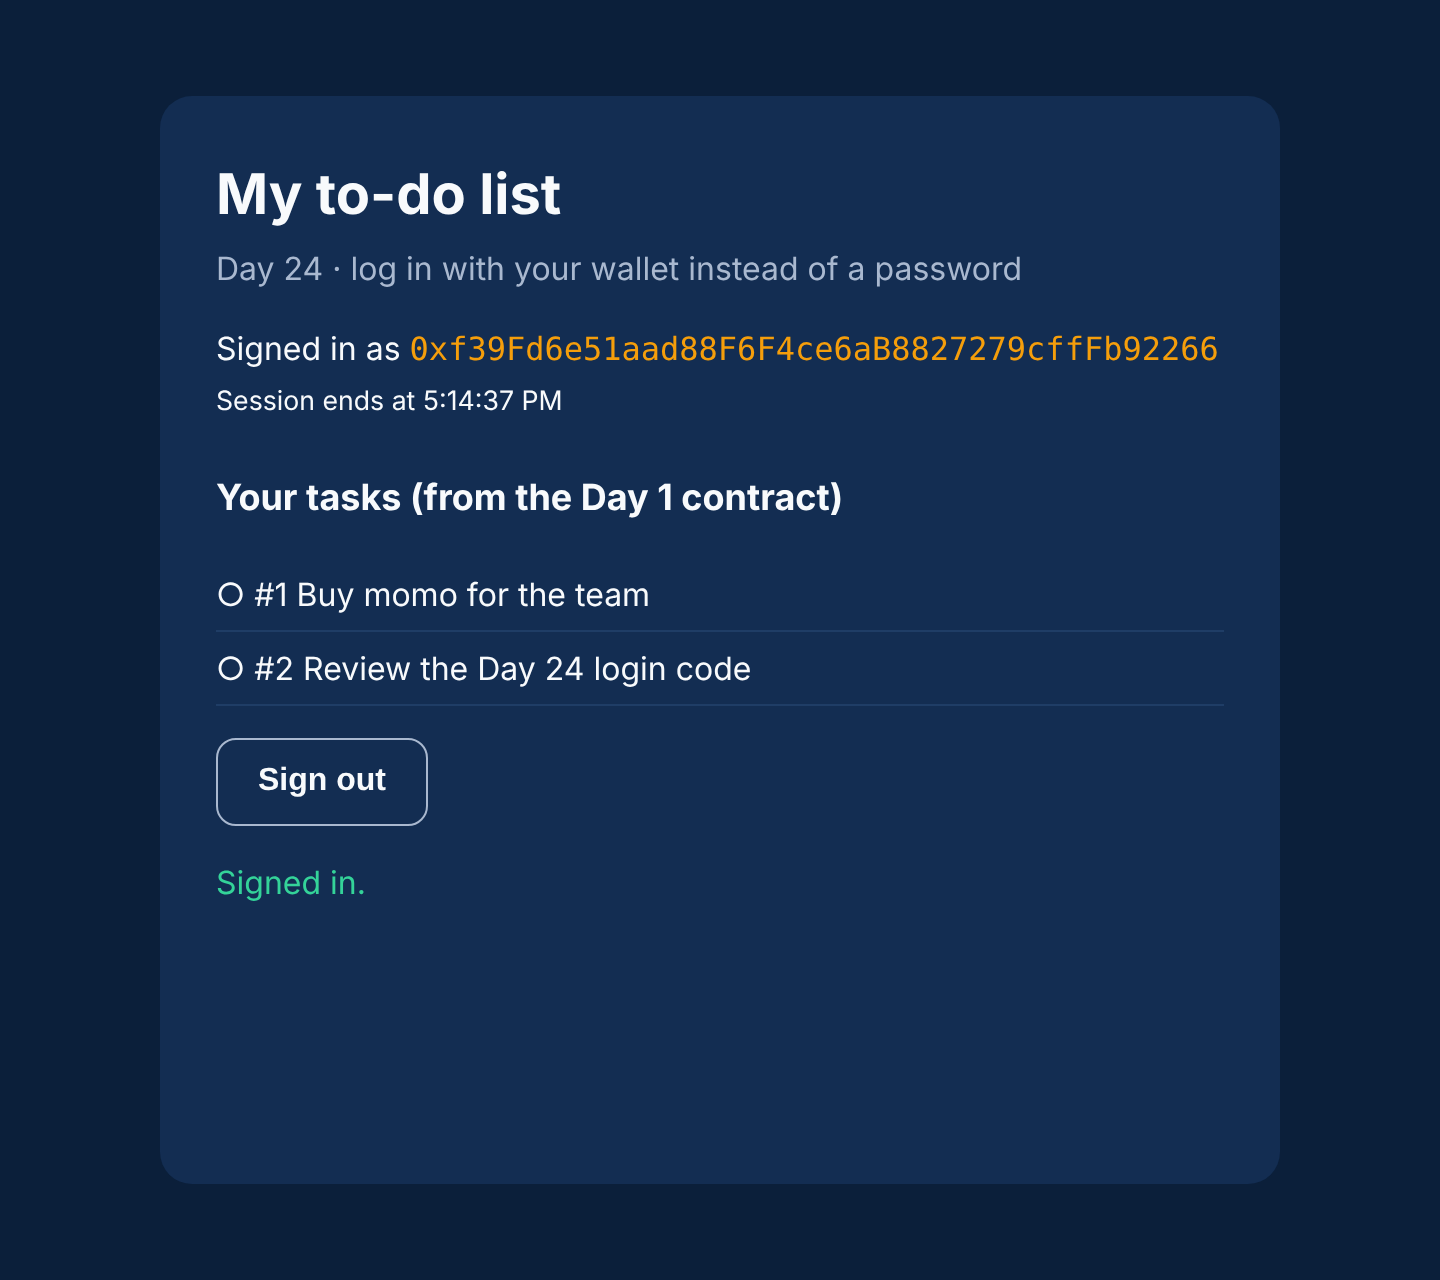 My to-do list
Day 24 · log in with your wallet instead of a password
Signed in as 0xf39Fd6e51aad88F6F4ce6aB8827279cffFb92266
Session ends at 5:14:37 PM
Your tasks (from the Day 1 contract)
○ #1 Buy momo for the team
○ #2 Review the Day 24 login code
Sign out
Signed in.